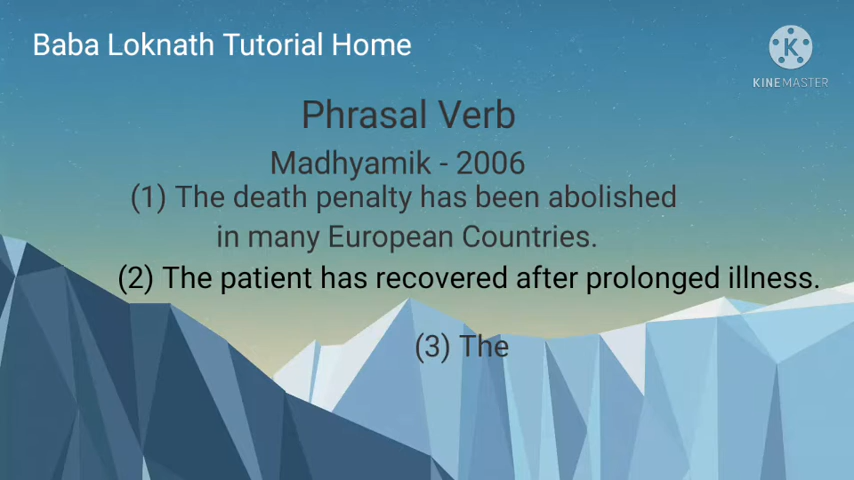 Baba Loknath Tutorial Home
K
KINEMASTER
Phrasal Verb
Madhyamik - 2006
(1) The death penalty has been abolished
in many European Countries.
(2) The patient has recovered after prolonged illness.
(3) The